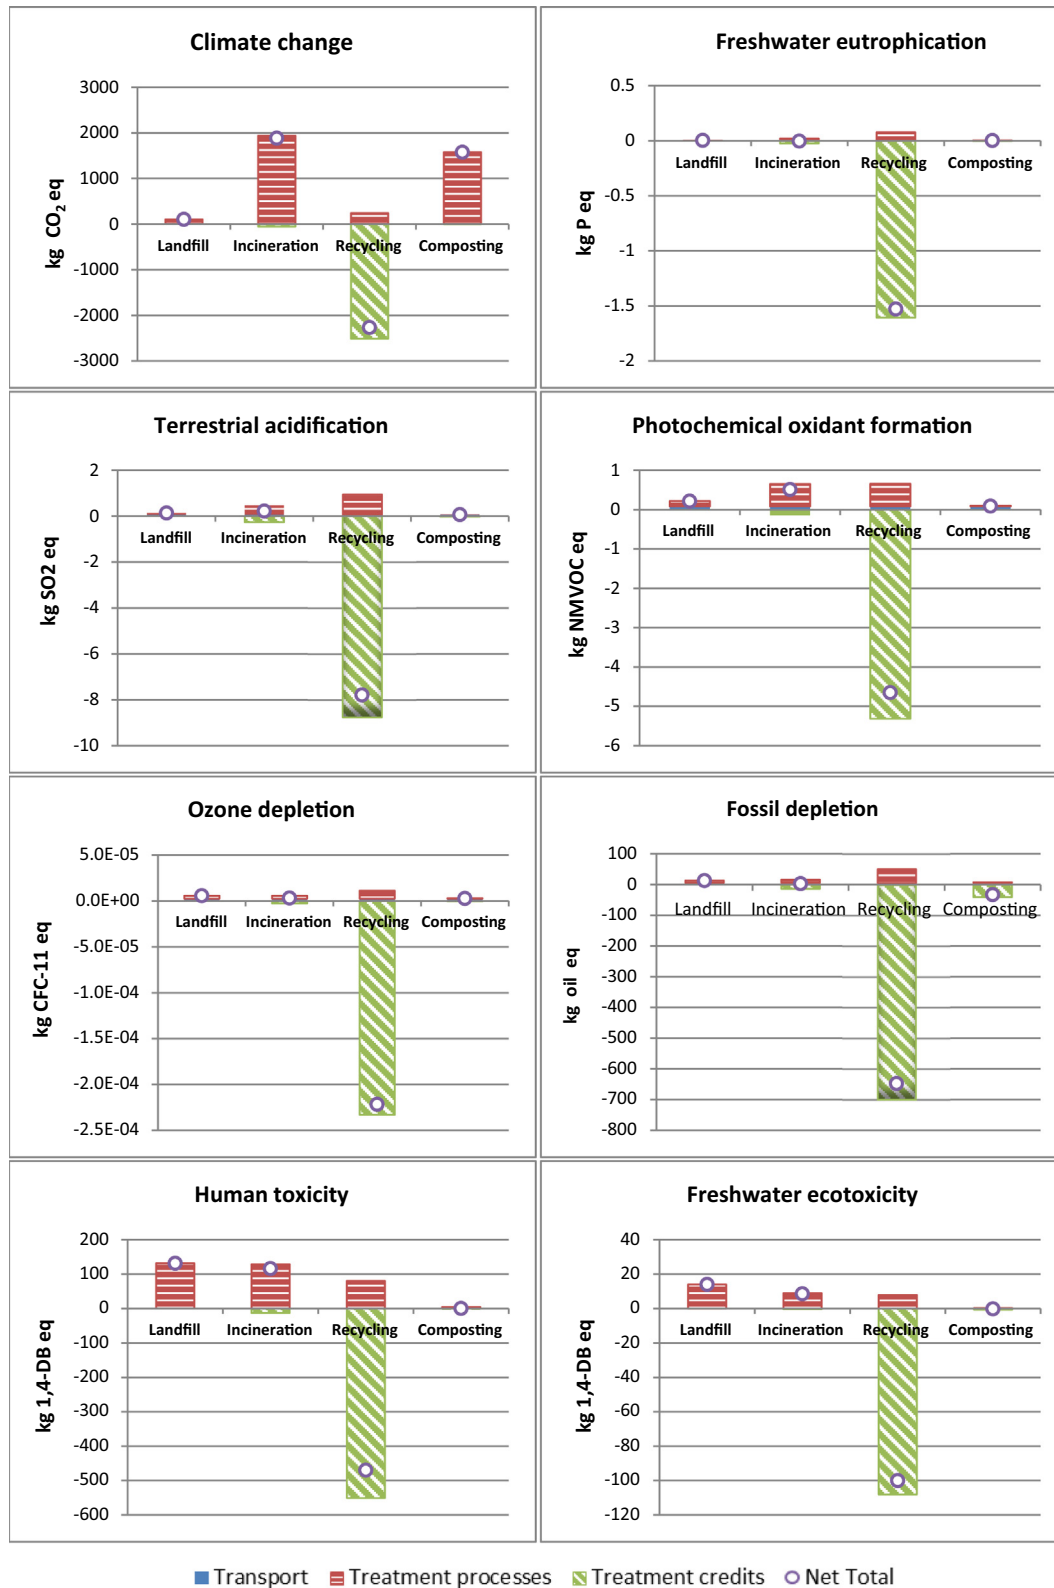 Climate change
3000
2000
1000
0
-1000
-2000
-3000
kg CO₂ eq
Landfill Incineration Recycling Composting
Freshwater eutrophication
0.5
0
-0.5
-1
-1.5
-2
kg P eq
Landfill Incineration Recycling Composting
Terrestrial acidification
2
0
-2
-4
-6
-8
-10
kg SO2 eq
Landfill Incineration Recycling Composting
Photochemical oxidant formation
1
0
-1
-2
-3
-4
-5
-6
kg NMVOC eq
Landfill Incineration Recycling Composting
Ozone depletion
5.0E-05
0.0E+00
-5.0E-05
-1.0E-04
-1.5E-04
-2.0E-04
-2.5E-04
kg CFC-11 eq
Landfill Incineration Recycling Composting
Fossil depletion
100
0
-100
-200
-300
-400
-500
-600
-700
-800
kg oil eq
Landfill Incineration Recycling Composting
Human toxicity
200
100
0
-100
-200
-300
-400
-500
-600
kg 1,4-DB eq
Landfill Incineration Recycling Composting
Freshwater ecotoxicity
40
20
0
-20
-40
-60
-80
-100
-120
kg 1,4-DB eq
Landfill Incineration Recycling Composting
Transport Treatment processes Treatment credits Net Total